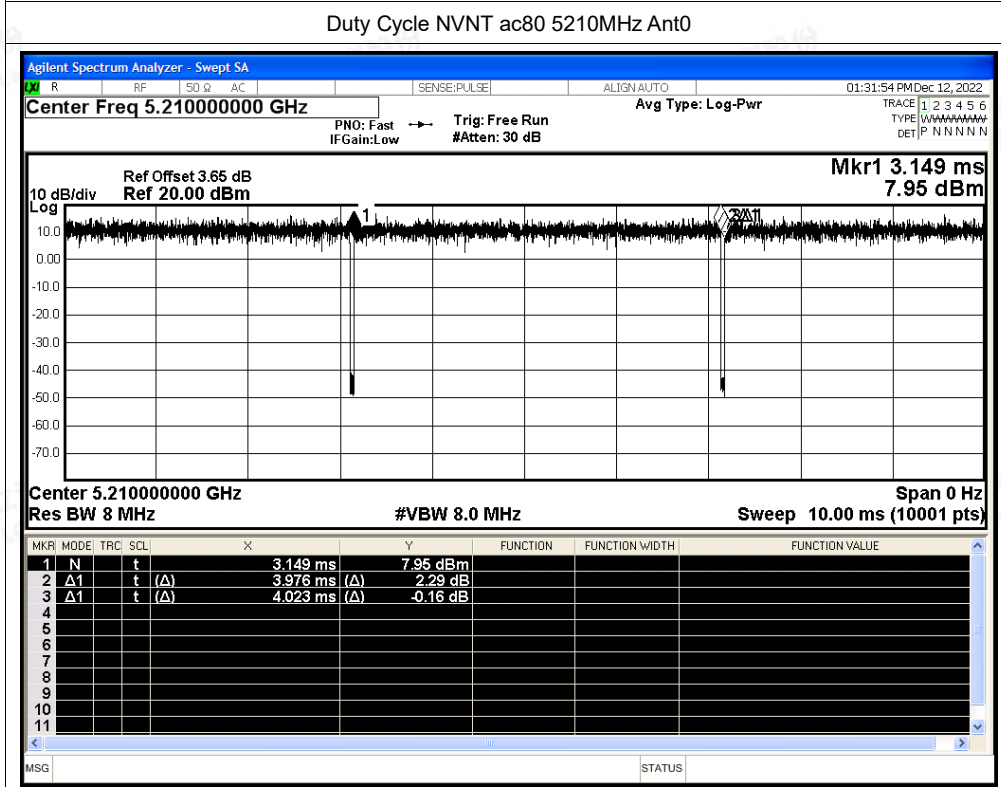 Duty Cycle NVNT ac80 5210MHz Ant0
Agilent Spectrum Analyzer - Swept SA
LXI R RF 50 Ω AC SENSE:PULSE ALIGN AUTO 01:31:54 PM Dec 12, 2022
Center Freq 5.210000000 GHz Avg Type: Log-Pwr TRACE 1 2 3 4 5 6
PNO: Fast Trig: Free Run TYPE WWWWWW
IFGain:Low #Atten: 30 dB DET P N N N N N
Mkr1 3.149 ms
Ref Offset 3.65 dB
10 dB/div Ref 20.00 dBm 7.95 dBm
Log
1
10.0
0.00
-10.0
-20.0
-30.0
-40.0
-50.0
-60.0
-70.0
Center 5.210000000 GHz Span 0 Hz
Res BW 8 MHz #VBW 8.0 MHz Sweep 10.00 ms (10001 pts)
MKR MODE TRC SCL X Y FUNCTION FUNCTION WIDTH FUNCTION VALUE
1 N t 3.149 ms 7.95 dBm
2 Δ1 t (Δ) 3.976 ms (Δ) 2.29 dB
3 Δ1 t (Δ) 4.023 ms (Δ) -0.16 dB
4
5
6
7
8
9
10
11
MSG STATUS